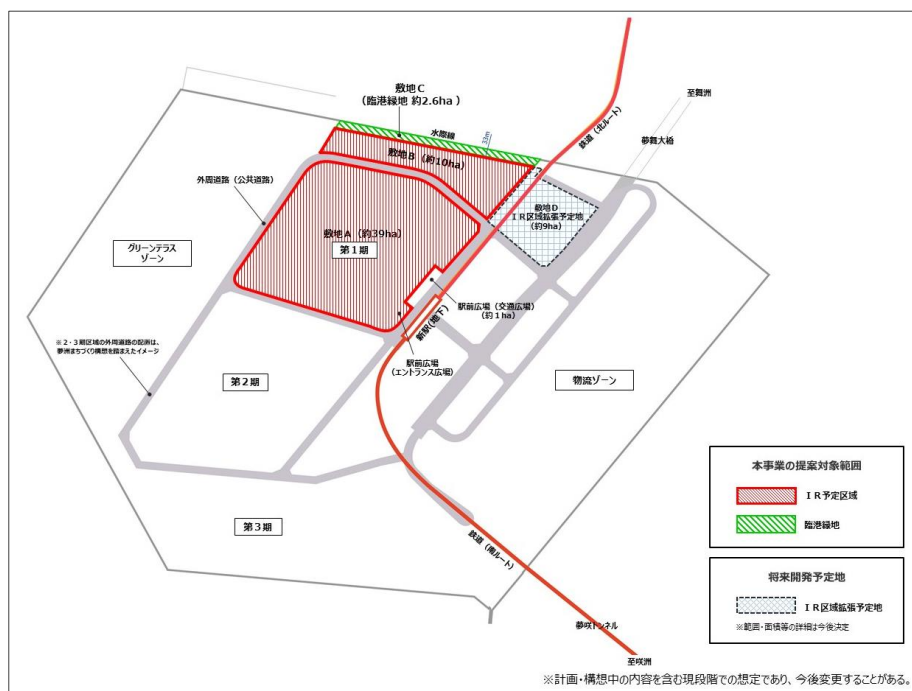 敷地C
(臨港緑地 約2.6ha )
水際線
33m
鉄道(北ルート)
至舞洲
夢舞大橋
外周道路(公共道路)
敷地B(約10ha)
敷地D
IR区域拡張予定地
(約9ha)
グリーンテラス
ゾーン
敷地A(約39ha)
第1期
駅前広場(交通広場)
(約1ha)
新駅(地下)
※2・3期区域の外周道路の配置は、
夢洲まちづくり構想を踏まえたイメージ
駅前広場
(エントランス広場)
第2期
物流ゾーン
第3期
鉄道(南ルート)
夢咲トンネル
至咲洲
本事業の提案対象範囲
IR予定区域
臨港緑地
将来開発予定地
IR区域拡張予定地
※範囲・面積等の詳細は今後決定
※計画・構想中の内容を含む現段階での想定であり、今後変更することがある。